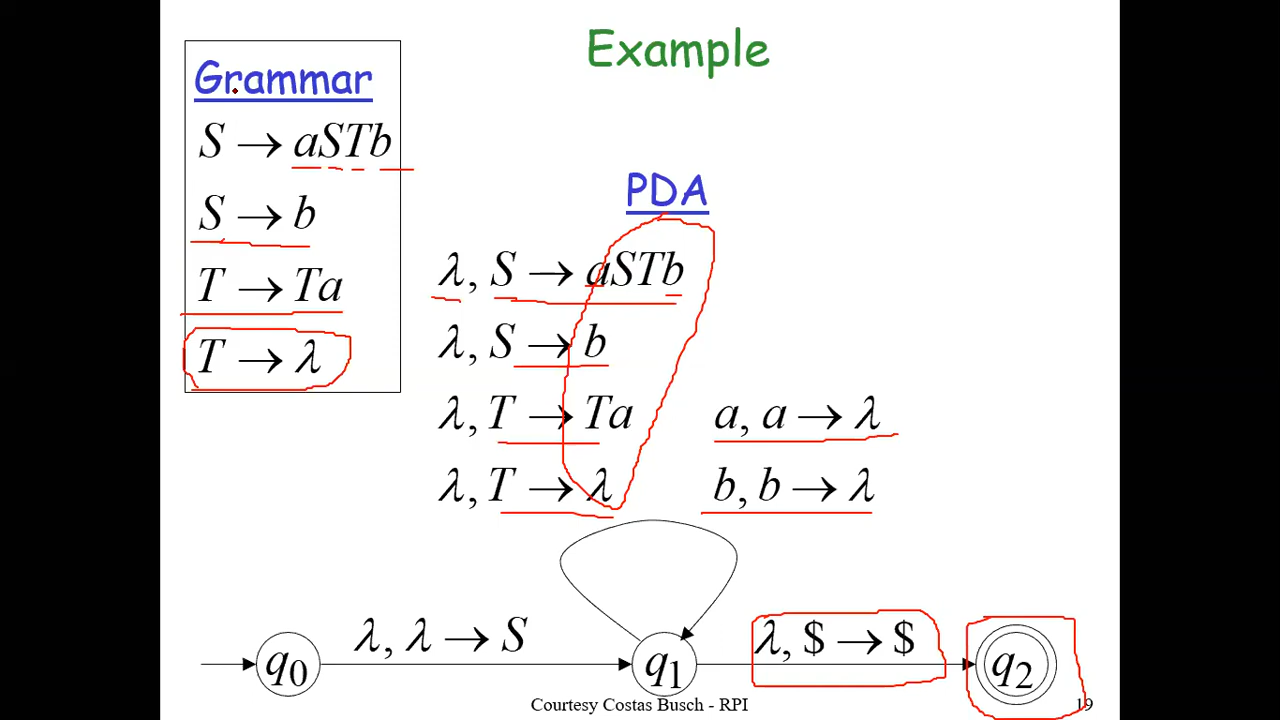 Example
Grammar
S → aSTb
S → b
T → Ta
T → λ
PDA
λ, S → aSTb
λ, S → b
λ, T → Ta a, a → λ
λ, T → λ b, b → λ
λ, λ → S λ, $ → $
q0 q1 q2
Courtesy Costas Busch - RPI 19